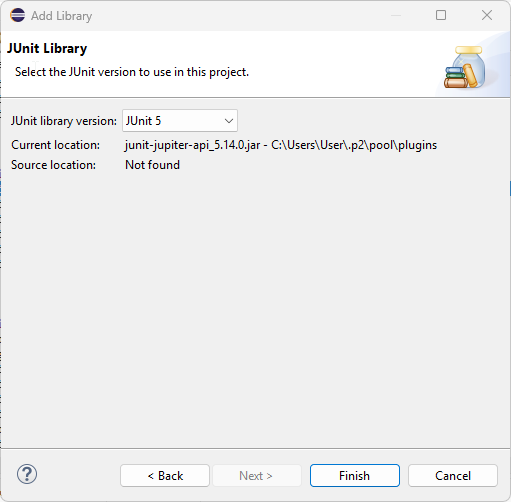 Add Library
JUnit Library
Select the JUnit version to use in this project.
JUnit library version: JUnit 5
Current location: junit-jupiter-api_5.14.0.jar - C:\Users\User\.p2\pool\plugins
Source location: Not found
? < Back Next > Finish Cancel